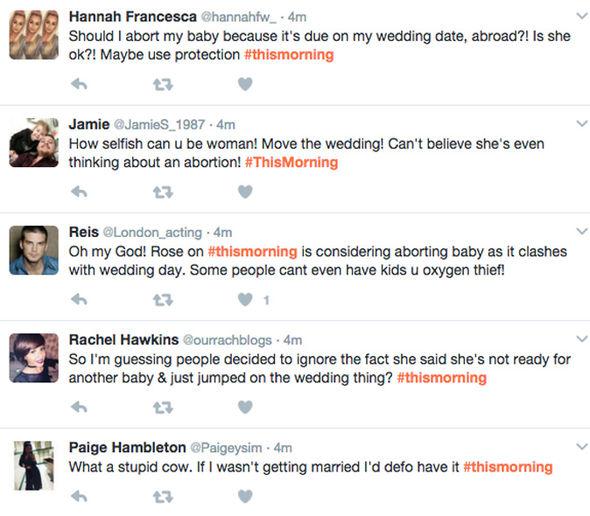 Hannah Francesca @hannahfw_ · 4m
Should I abort my baby because it's due on my wedding date, abroad?! Is she
ok?! Maybe use protection #thismorning
Jamie @JamieS_1987 · 4m
How selfish can u be woman! Move the wedding! Can't believe she's even
thinking about an abortion! #ThisMorning
Reis @London_acting · 4m
Oh my God! Rose on #thismorning is considering aborting baby as it clashes
with wedding day. Some people cant even have kids u oxygen thief!
1
Rachel Hawkins @ourrachblogs · 4m
So I'm guessing people decided to ignore the fact she said she's not ready for
another baby & just jumped on the wedding thing? #thismorning
Paige Hambleton @Paigeysim · 4m
What a stupid cow. If I wasn't getting married I'd defo have it #thismorning